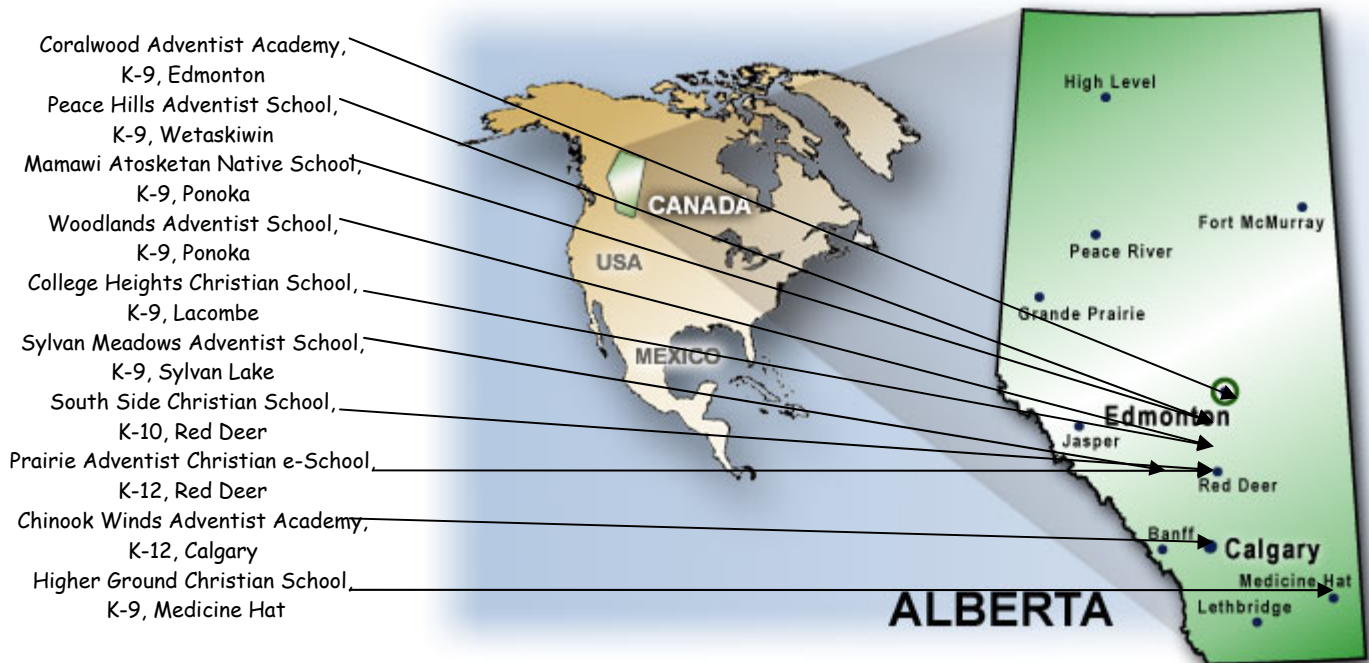 Coralwood Adventist Academy,
K-9, Edmonton
Peace Hills Adventist School,
K-9, Wetaskiwin
Mamawi Atosketan Native School,
K-9, Ponoka
Woodlands Adventist School,
K-9, Ponoka
College Heights Christian School,
K-9, Lacombe
Sylvan Meadows Adventist School,
K-9, Sylvan Lake
South Side Christian School,
K-10, Red Deer
Prairie Adventist Christian e-School,
K-12, Red Deer
Chinook Winds Adventist Academy,
K-12, Calgary
Higher Ground Christian School,
K-9, Medicine Hat
CANADA
USA
MEXICO
ALBERTA
High Level
Fort McMurray
Peace River
Grande Prairie
Edmonton
Jasper
Red Deer
Banff
Calgary
Medicine Hat
Lethbridge